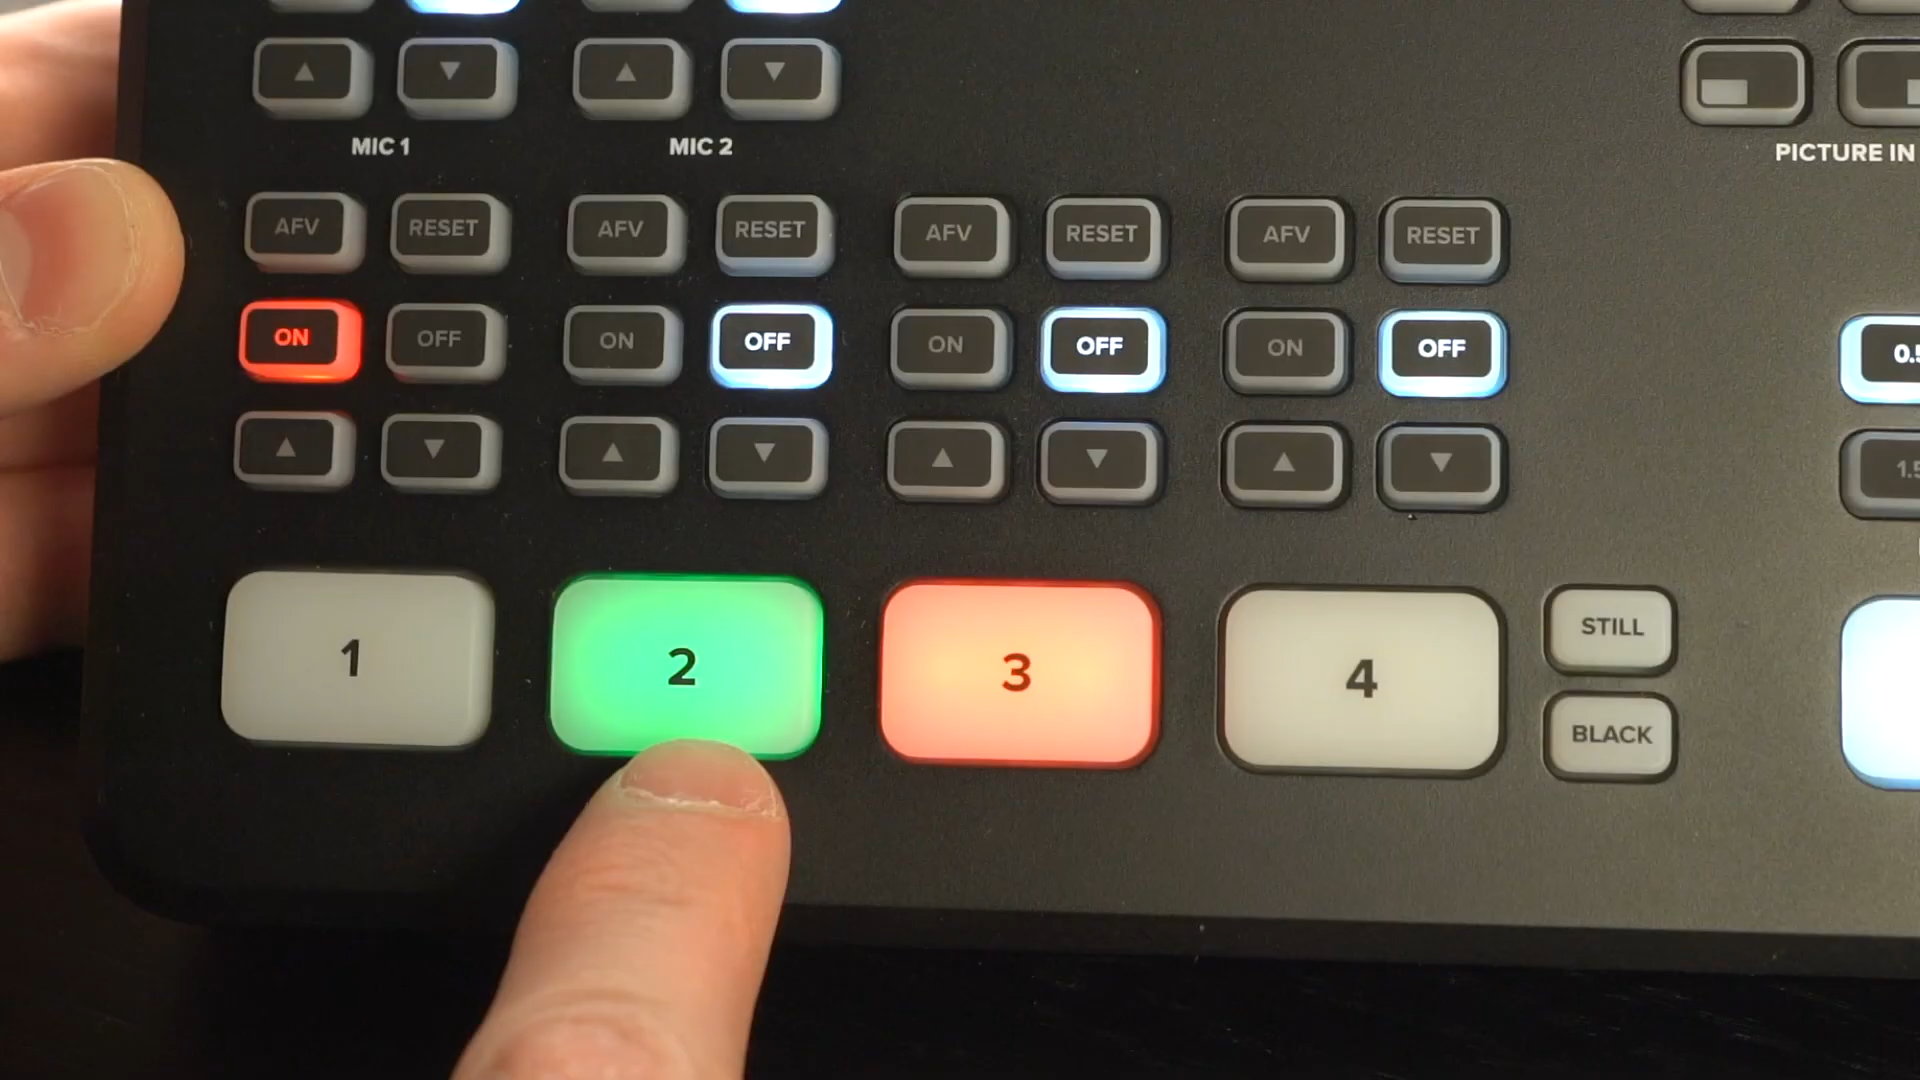 MIC 1 MIC 2
PICTURE IN
AFV RESET AFV RESET AFV RESET AFV RESET
ON OFF ON OFF ON OFF ON OFF
1 2 3 4
STILL
BLACK